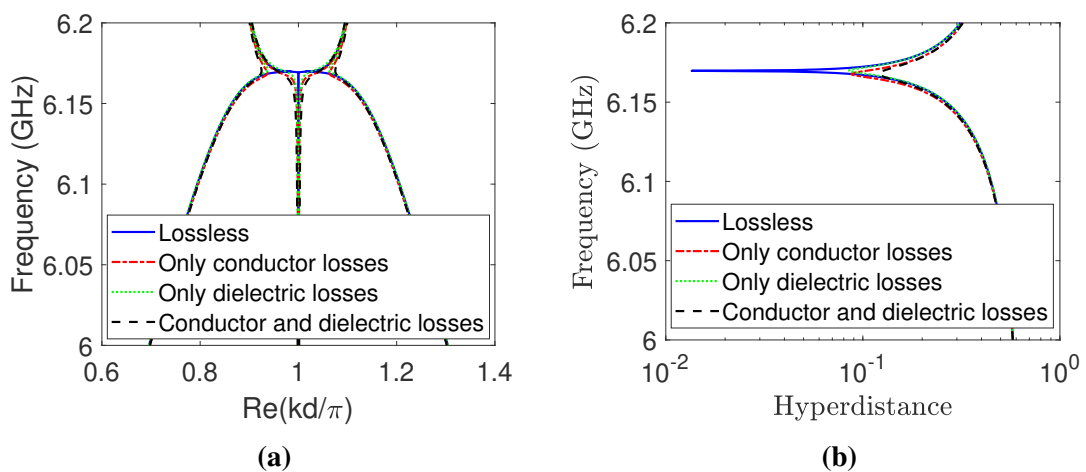 6.2
6.15
6.1
6.05
6
Frequency (GHz)
Lossless
Only conductor losses
Only dielectric losses
Conductor and dielectric losses
0.6 0.8 1 1.2 1.4
Re(kd/π)
(a)
6.2
6.15
6.1
6.05
6
Frequency (GHz)
Lossless
Only conductor losses
Only dielectric losses
Conductor and dielectric losses
10^-2 10^-1 10^0
Hyperdistance
(b)